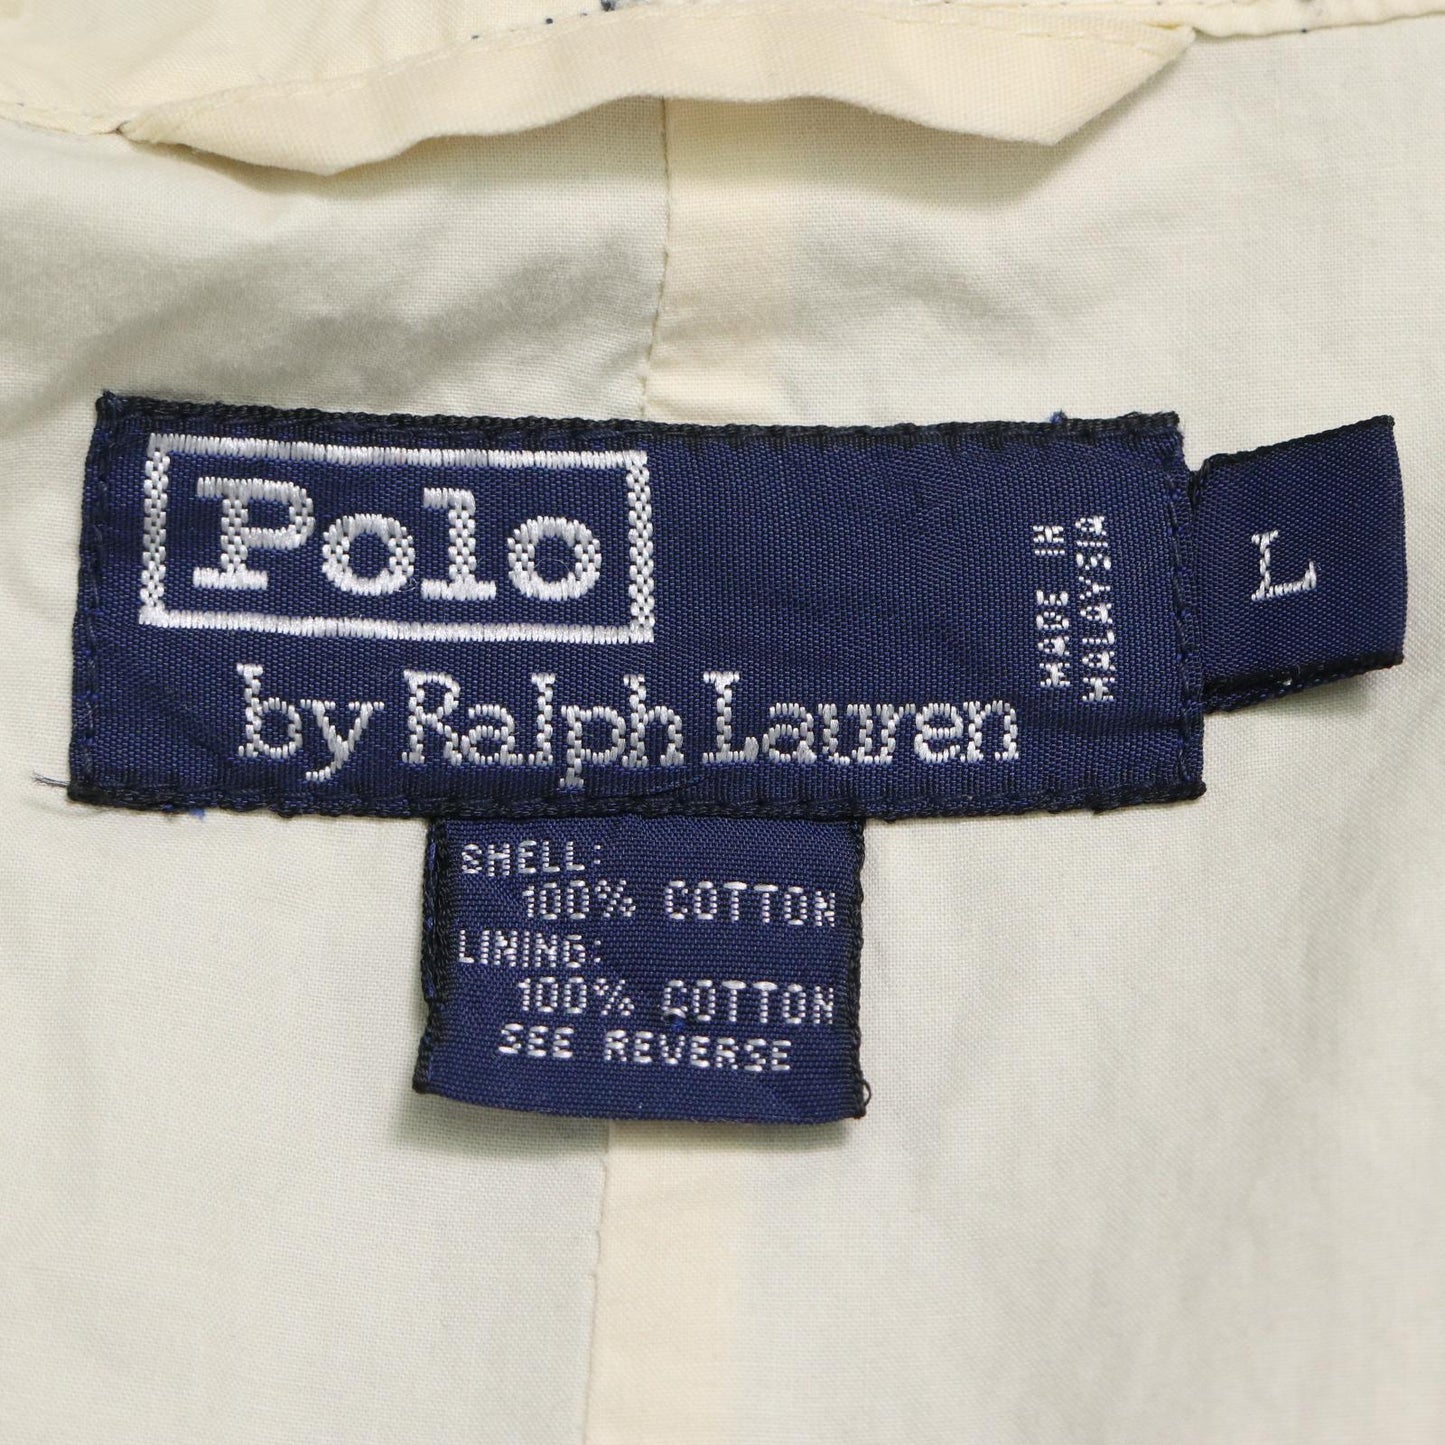 Polo
by Ralph Lauren
MADE IN
MALAYSIA
L
SHELL:
100% COTTON
LINING:
100% COTTON
SEE REVERSE